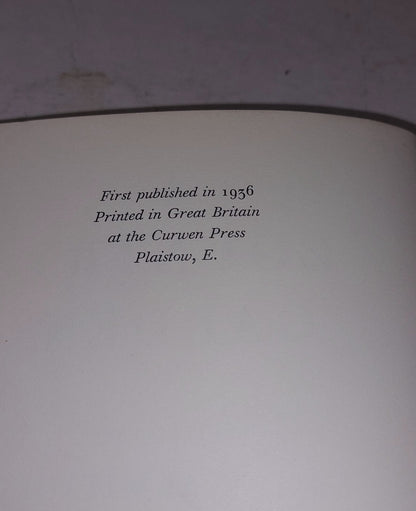 First published in 1936
Printed in Great Britain
at the Curwen Press
Plaistow, E.